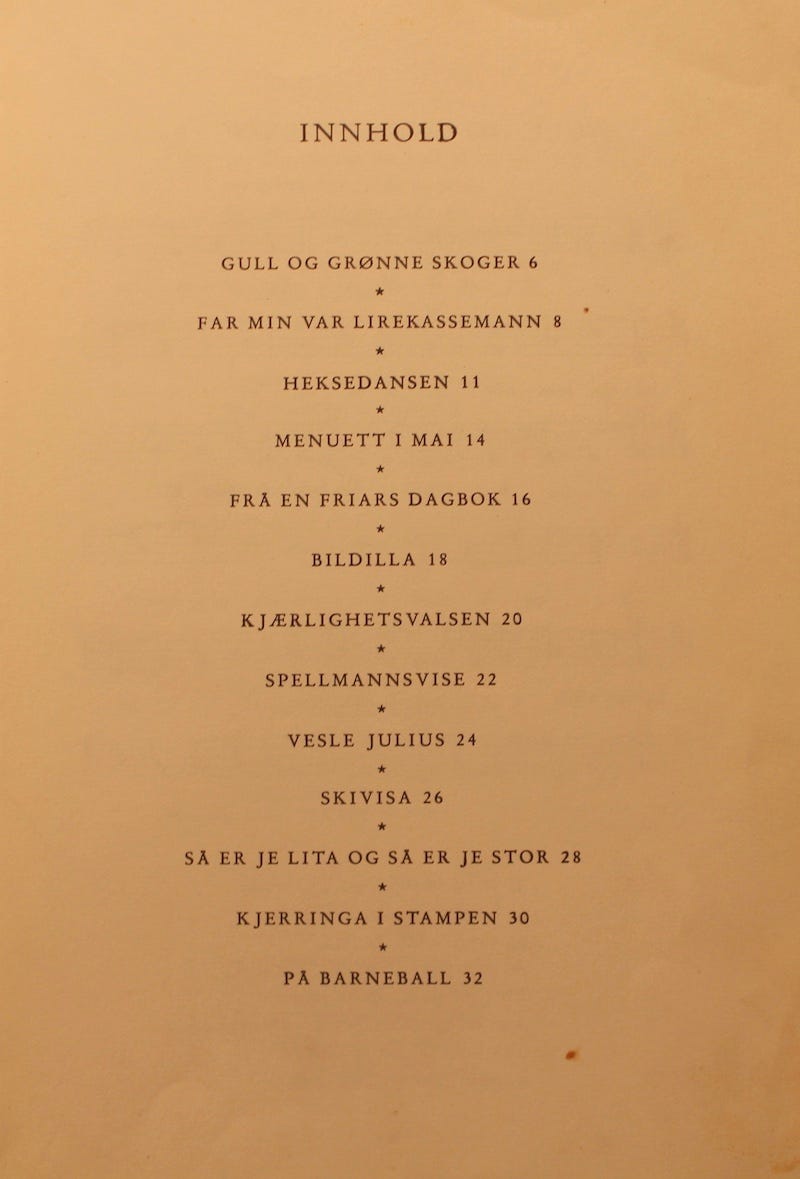 INNHOLD
GULL OG GRØNNE SKOGER 6
★
FAR MIN VAR LIREKASSEMANN 8
★
HEKSEDANSEN 11
★
MENUETT I MAI 14
★
FRÅ EN FRIARS DAGBOK 16
★
BILDILLA 18
★
KJÆRLIGHETSVALSEN 20
★
SPELLMANNSVISE 22
★
VESLE JULIUS 24
★
SKIVISA 26
★
SÅ ER JE LITA OG SÅ ER JE STOR 28
★
KJERRINGA I STAMPEN 30
★
PÅ BARNEBALL 32